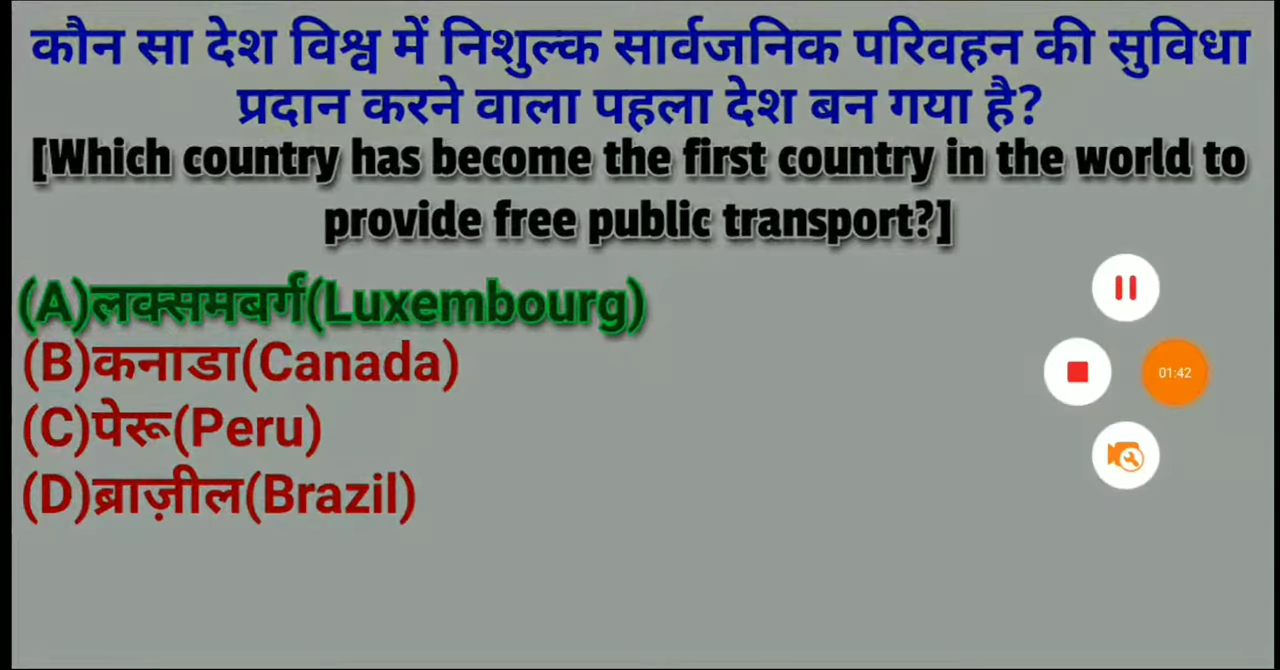 कौन सा देश विश्व में निशुल्क सार्वजनिक परिवहन की सुविधा
प्रदान करने वाला पहला देश बन गया है?
[Which country has become the first country in the world to
provide free public transport?]
(A)लक्समबर्ग(Luxembourg)
(B)कनाडा(Canada)
(C)पेरू(Peru)
(D)ब्राज़ील(Brazil)
01:42